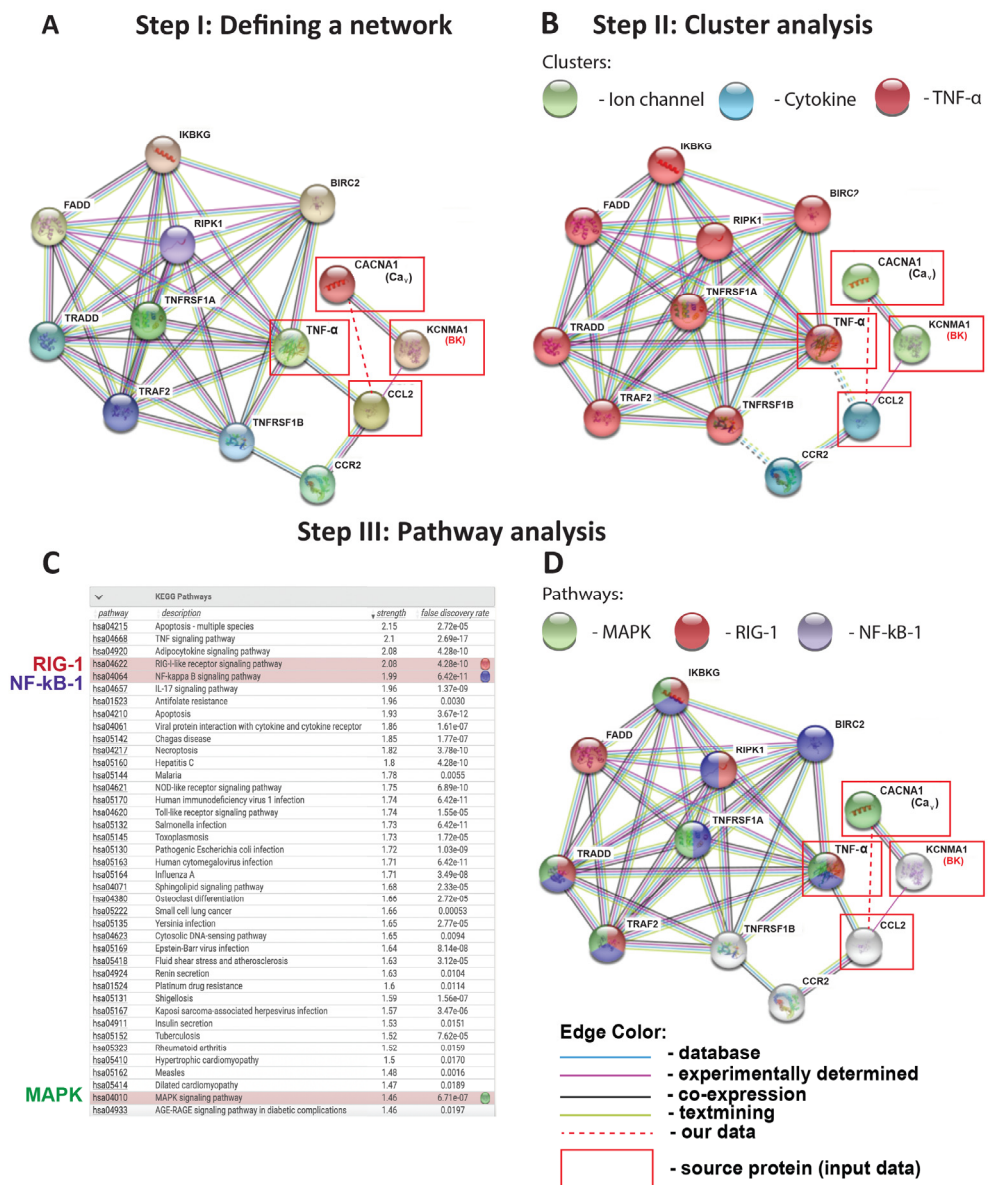 A Step I: Defining a network
B Step II: Cluster analysis
Clusters:
- Ion channel - Cytokine - TNF-α
IKBKG
BIRC2
FADD
RIPK1
CACNA1
(Caᵥ)
TNFRSF1A
TRADD
TNF-α
KCNMA1
(BK)
TRAF2
CCL2
TNFRSF1B
CCR2
IKBKG
BIRC2
FADD
RIPK1
CACNA1
(Caᵥ)
TNFRSF1A
TRADD
TNF-α
KCNMA1
(BK)
TRAF2
TNFRSF1B
CCL2
CCR2
Step III: Pathway analysis
C
KEGG Pathways
pathway description strength false discovery rate
hsa04215 Apoptosis - multiple species 2.15 2.72e-05
hsa04668 TNF signaling pathway 2.1 2.69e-17
hsa04920 Adipocytokine signaling pathway 2.08 4.28e-10
RIG-1 hsa04622 RIG-I-like receptor signaling pathway 2.08 4.28e-10
NF-kB-1 hsa04064 NF-kappa B signaling pathway 1.99 6.42e-11
hsa04657 IL-17 signaling pathway 1.96 1.37e-09
hsa01523 Antifolate resistance 1.96 0.0030
hsa04210 Apoptosis 1.93 3.67e-12
hsa04061 Viral protein interaction with cytokine and cytokine receptor 1.86 1.61e-07
hsa05142 Chagas disease 1.85 1.77e-07
hsa04217 Necroptosis 1.82 3.78e-10
hsa05160 Hepatitis C 1.8 4.28e-10
hsa05144 Malaria 1.78 0.0055
hsa04621 NOD-like receptor signaling pathway 1.75 6.89e-10
hsa05170 Human immunodeficiency virus 1 infection 1.74 6.42e-11
hsa04620 Toll-like receptor signaling pathway 1.74 1.55e-05
hsa05132 Salmonella infection 1.73 6.42e-11
hsa05145 Toxoplasmosis 1.73 1.72e-05
hsa05130 Pathogenic Escherichia coli infection 1.72 1.03e-09
hsa05163 Human cytomegalovirus infection 1.71 6.42e-11
hsa05164 Influenza A 1.71 3.49e-08
hsa04071 Sphingolipid signaling pathway 1.68 2.33e-05
hsa04380 Osteoclast differentiation 1.66 2.72e-05
hsa05222 Small cell lung cancer 1.66 0.00053
hsa05135 Yersinia infection 1.65 2.77e-05
hsa04623 Cytosolic DNA-sensing pathway 1.65 0.0094
hsa05169 Epstein-Barr virus infection 1.64 8.14e-08
hsa05418 Fluid shear stress and atherosclerosis 1.63 3.12e-05
hsa04924 Renin secretion 1.63 0.0104
hsa01524 Platinum drug resistance 1.6 0.0114
hsa05131 Shigellosis 1.59 1.56e-07
hsa05167 Kaposi sarcoma-associated herpesvirus infection 1.57 3.47e-06
hsa04911 Insulin secretion 1.53 0.0151
hsa05152 Tuberculosis 1.52 7.62e-05
hsa05323 Rheumatoid arthritis 1.52 0.0159
hsa05410 Hypertrophic cardiomyopathy 1.5 0.0170
hsa05162 Measles 1.48 0.0016
hsa05414 Dilated cardiomyopathy 1.47 0.0189
MAPK hsa04010 MAPK signaling pathway 1.46 6.71e-07
hsa04933 AGE-RAGE signaling pathway in diabetic complications 1.46 0.0197
D
Pathways:
- MAPK - RIG-1 - NF-kB-1
IKBKG
BIRC2
FADD
RIPK1
CACNA1
(Caᵥ)
TNFRSF1A
TRADD
TNF-α
KCNMA1
(BK)
TRAF2
TNFRSF1B
CCL2
CCR2
Edge Color:
- database
- experimentally determined
- co-expression
- textmining
- our data
- source protein (input data)